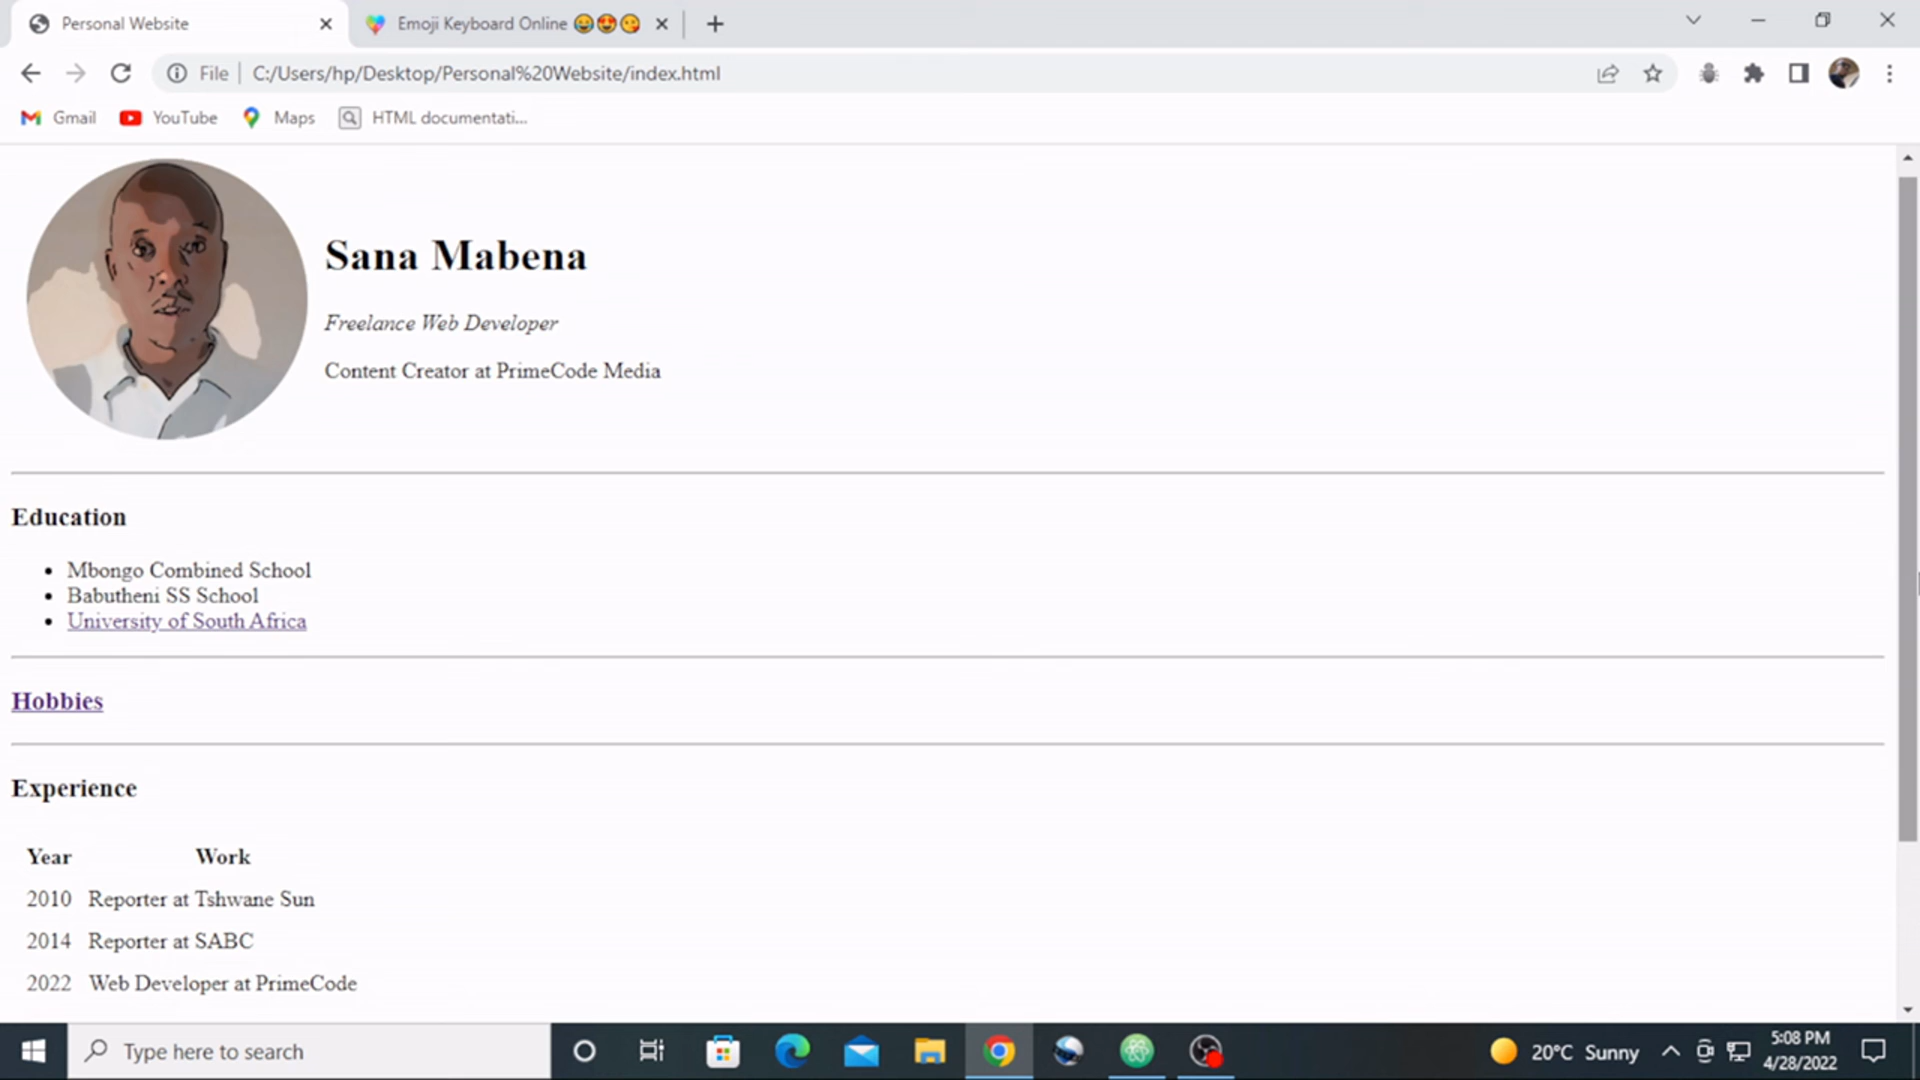 Personal Website
Emoji Keyboard Online 😂😍😘
File
C:/Users/hp/Desktop/Personal%20Website/index.html
Gmail
YouTube
Maps
HTML documentati...
Sana Mabena
Freelance Web Developer
Content Creator at PrimeCode Media
Education
Mbongo Combined School
Babutheni SS School
University of South Africa
Hobbies
Experience
Year Work
2010 Reporter at Tshwane Sun
2014 Reporter at SABC
2022 Web Developer at PrimeCode
Type here to search
20°C Sunny
5:08 PM
4/28/2022